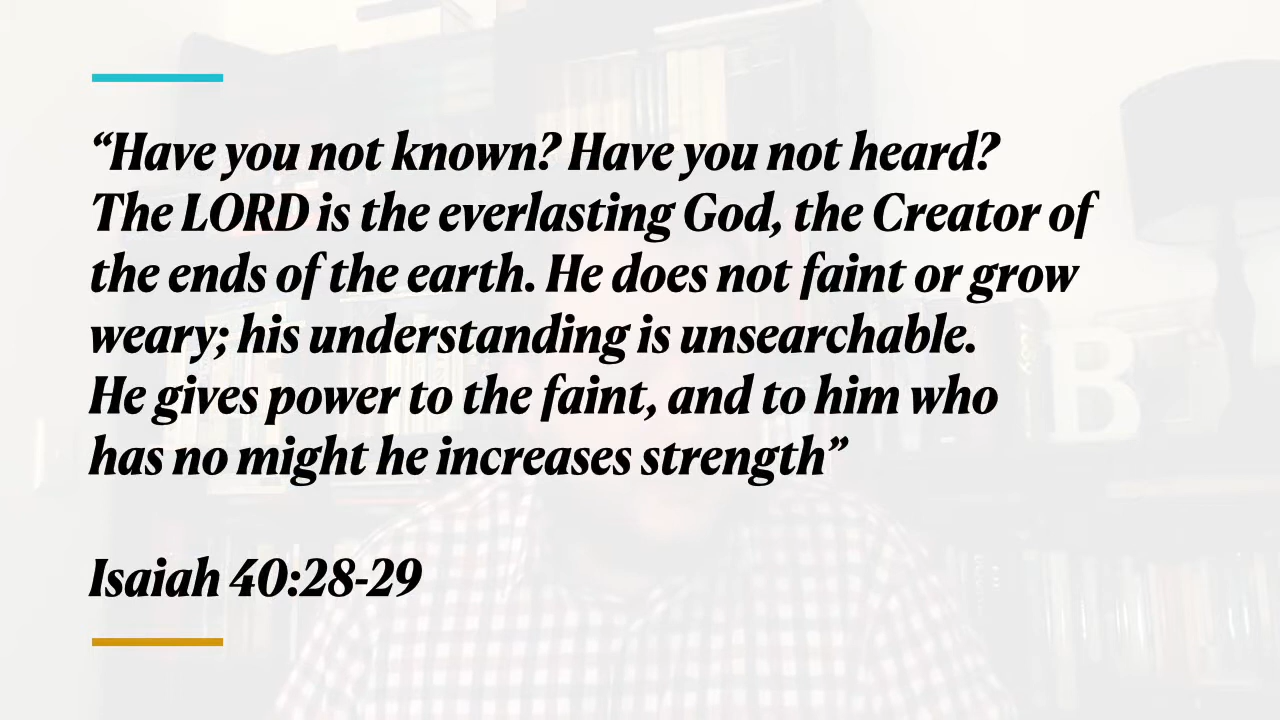 “Have you not known? Have you not heard?
The LORD is the everlasting God, the Creator of
the ends of the earth. He does not faint or grow
weary; his understanding is unsearchable.
He gives power to the faint, and to him who
has no might he increases strength”
Isaiah 40:28-29
B